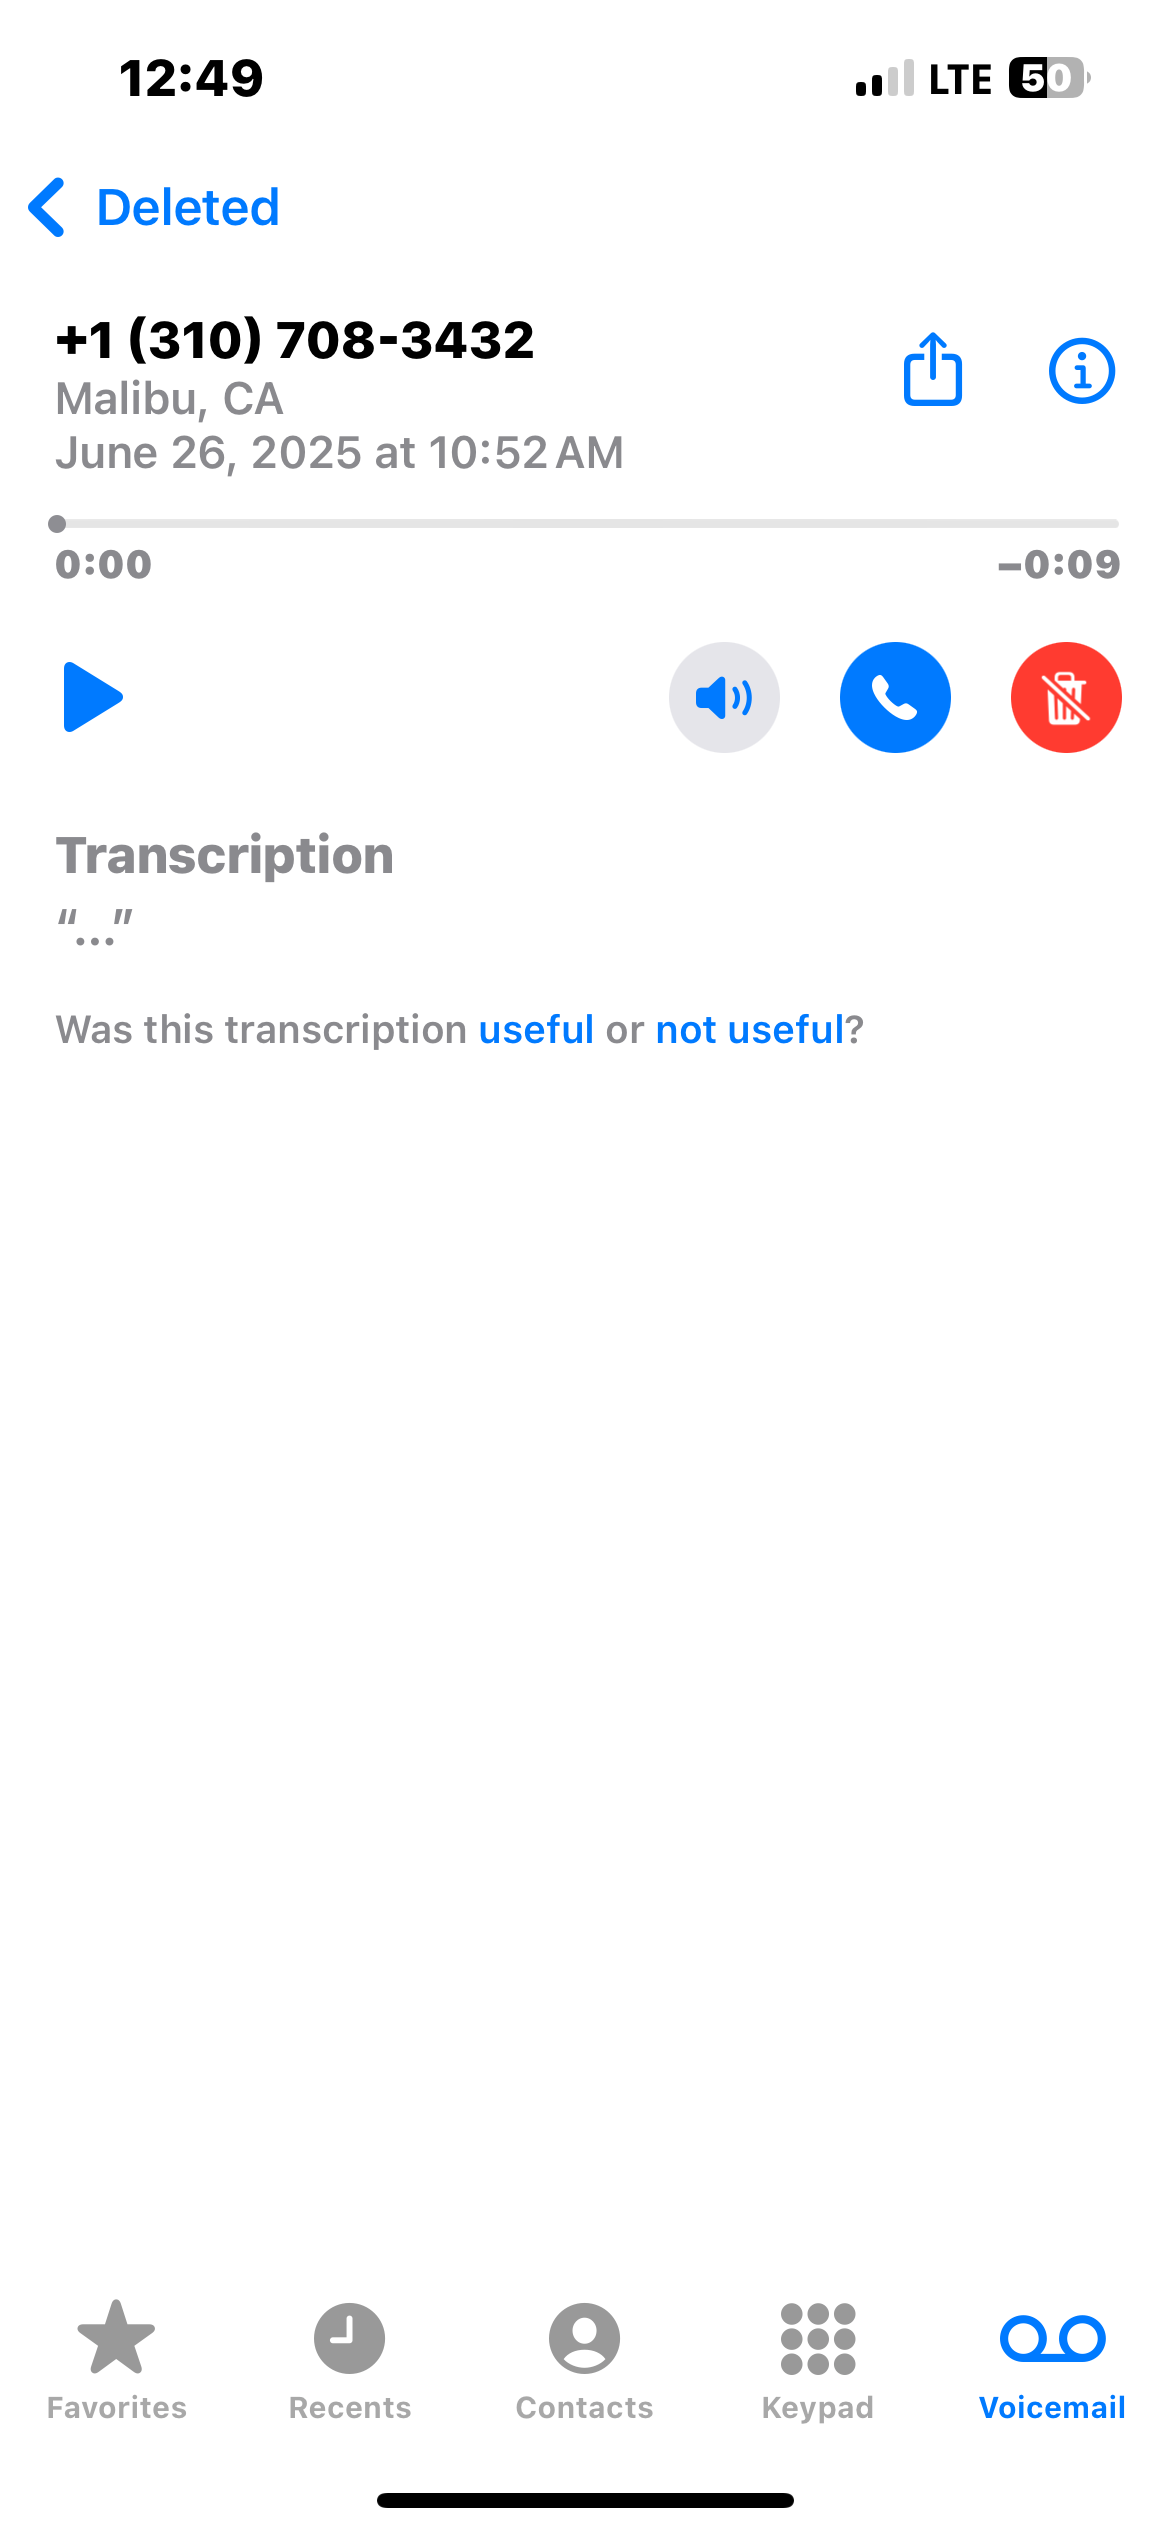 12:49 LTE 50
Deleted
+1 (310) 708-3432
Malibu, CA
June 26, 2025 at 10:52 AM
0:00 –0:09
Transcription
“...”
Was this transcription useful or not useful?
Favorites Recents Contacts Keypad Voicemail